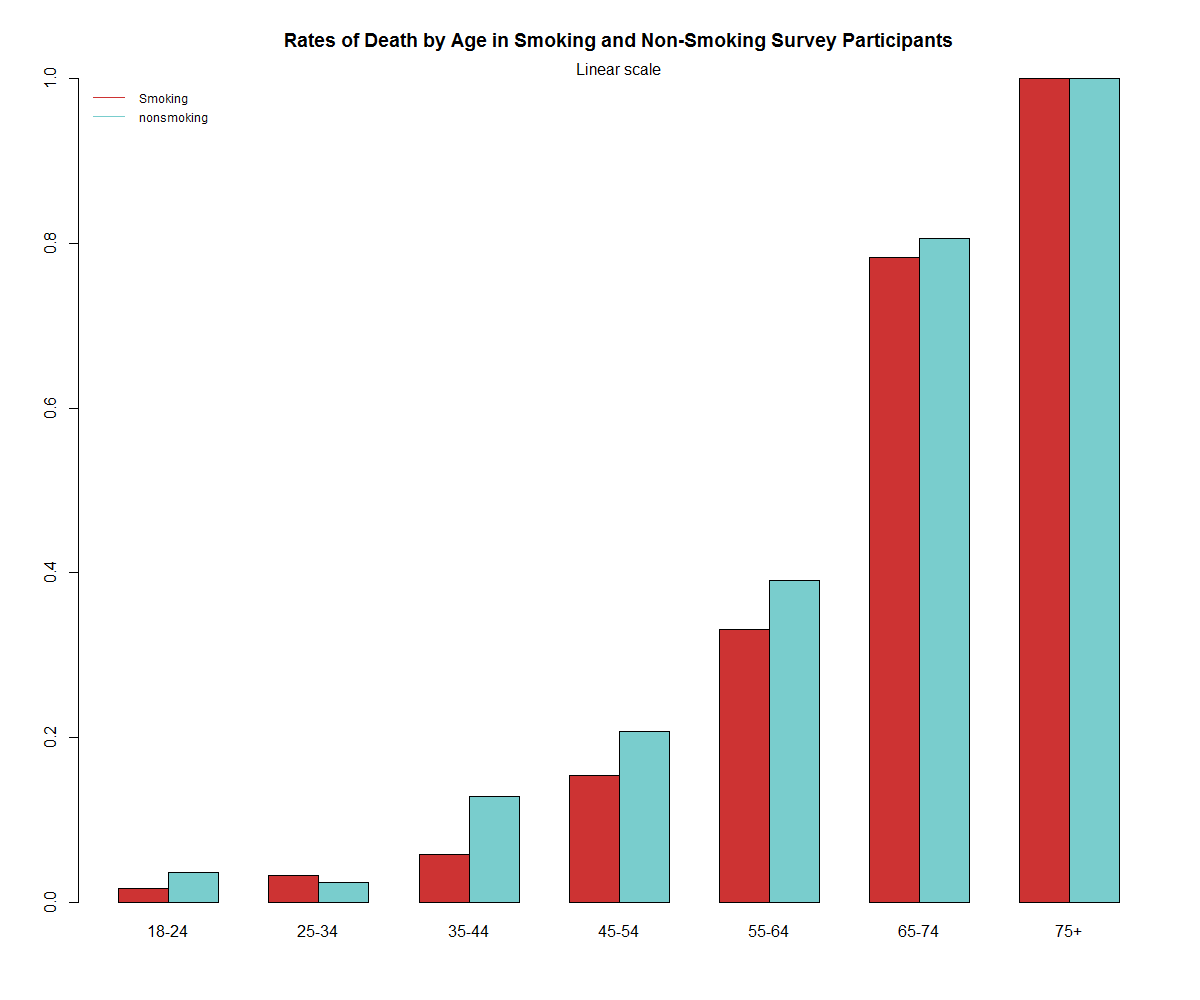 Rates of Death by Age in Smoking and Non-Smoking Survey Participants
Linear scale
Smoking
nonsmoking
1.0
0.8
0.6
0.4
0.2
0.0
18-24 25-34 35-44 45-54 55-64 65-74 75+